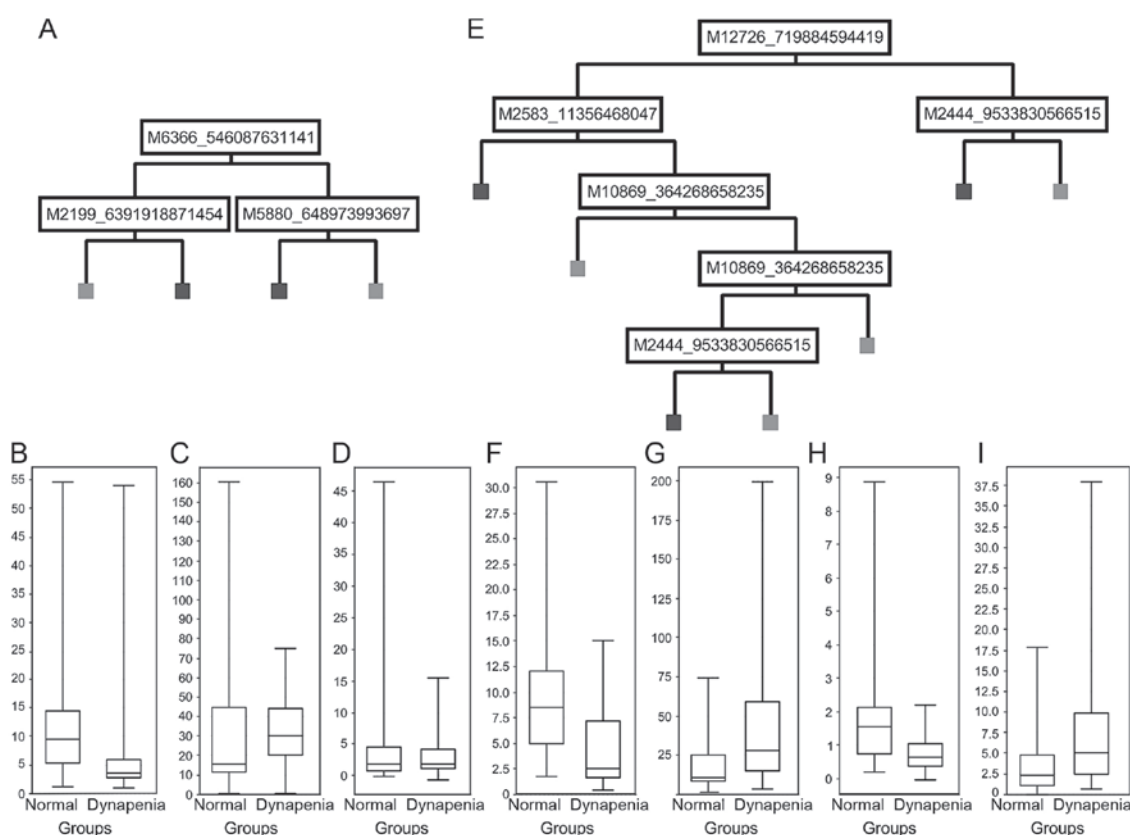 A
M6366_546087631141
M2199_6391918871454
M5880_648973993697
E
M12726_719884594419
M2583_11356468047
M2444_9533830566515
M10869_364268658235
M10869_364268658235
M2444_9533830566515
B
55
50
45
40
35
30
25
20
15
10
5
0
Normal Dynapenia
Groups
C
160
150
140
130
120
110
100
90
80
70
60
50
40
30
20
10
0
Normal Dynapenia
Groups
D
45
40
35
30
25
20
15
10
5
0
Normal Dynapenia
Groups
F
30.0
27.5
25.0
22.5
20.0
17.5
15.0
12.5
10.0
7.5
5.0
2.5
0
Normal Dynapenia
Groups
G
200
175
150
125
100
75
50
25
Normal Dynapenia
Groups
H
9
8
7
6
5
4
3
2
1
0
Normal Dynapenia
Groups
I
37.5
35.0
32.5
30.0
27.5
25.0
22.5
20.0
17.5
15.0
12.5
10.0
7.5
5.0
2.5
0
Normal Dynapenia
Groups